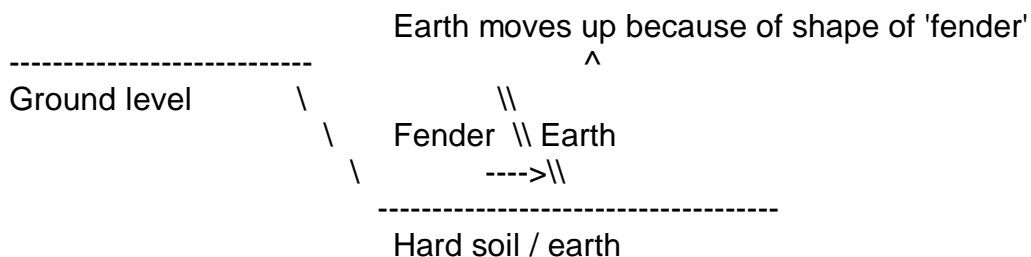 Earth moves up because of shape of 'fender'
---------------------------- ^
Ground level \ \\
\ Fender \\ Earth
\ ---->\\
-------------------------------------
Hard soil / earth